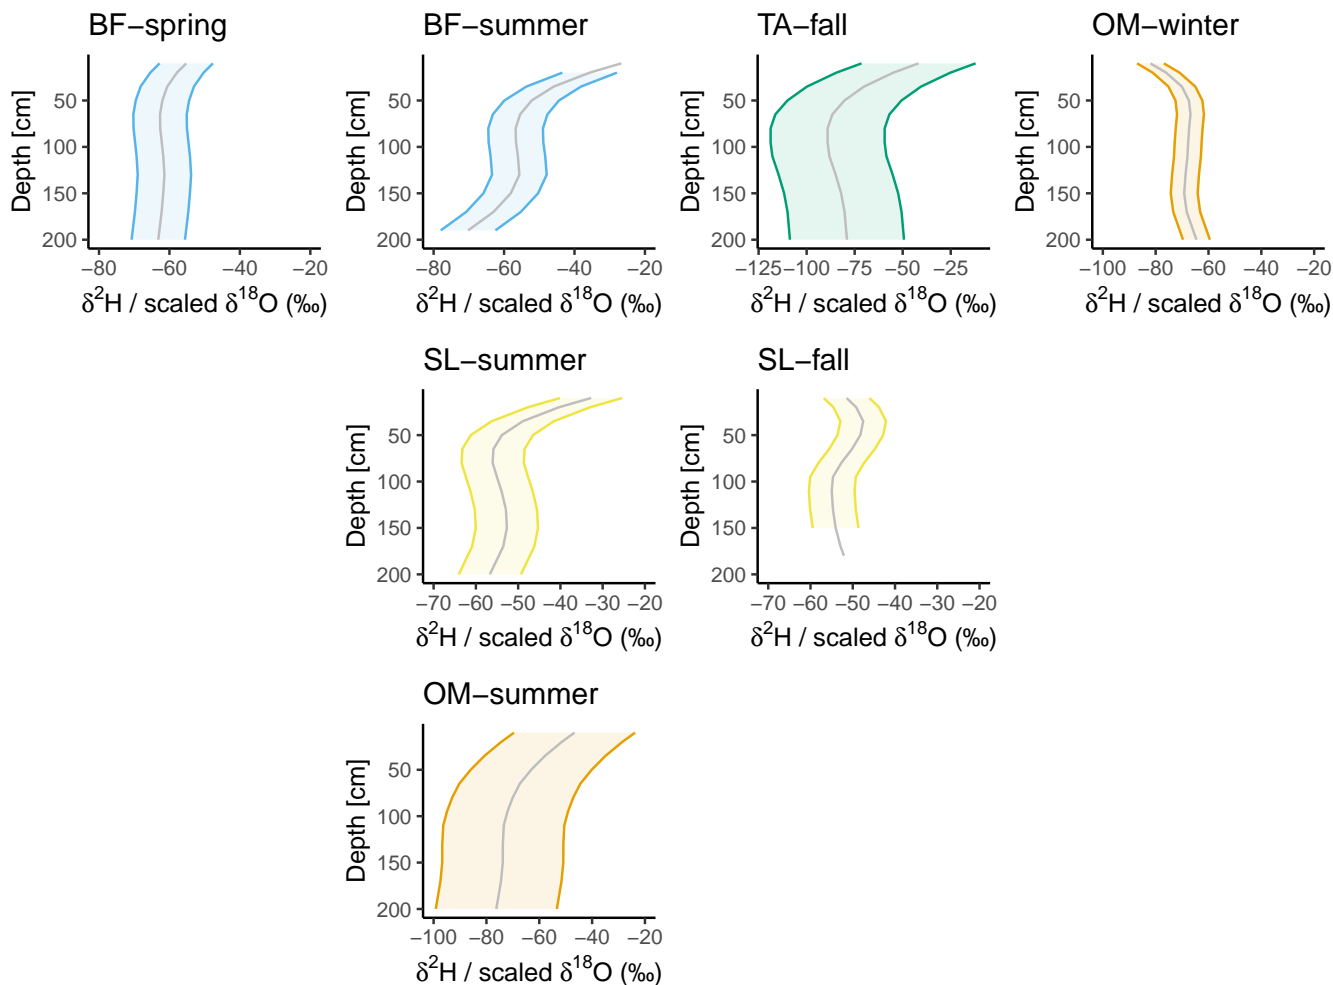 BF−spring
BF−summer
TA−fall
OM−winter
Depth [cm]
50
100
150
200
−80 −60 −40 −20
δ²H / scaled δ¹⁸O (‰)
Depth [cm]
50
100
150
200
−80 −60 −40 −20
δ²H / scaled δ¹⁸O (‰)
Depth [cm]
50
100
150
200
−125 −100 −75 −50 −25
δ²H / scaled δ¹⁸O (‰)
Depth [cm]
50
100
150
200
−100 −80 −60 −40 −20
δ²H / scaled δ¹⁸O (‰)
SL−summer
SL−fall
Depth [cm]
50
100
150
200
−70 −60 −50 −40 −30 −20
δ²H / scaled δ¹⁸O (‰)
Depth [cm]
50
100
150
200
−70 −60 −50 −40 −30 −20
δ²H / scaled δ¹⁸O (‰)
OM−summer
Depth [cm]
50
100
150
200
−100 −80 −60 −40 −20
δ²H / scaled δ¹⁸O (‰)